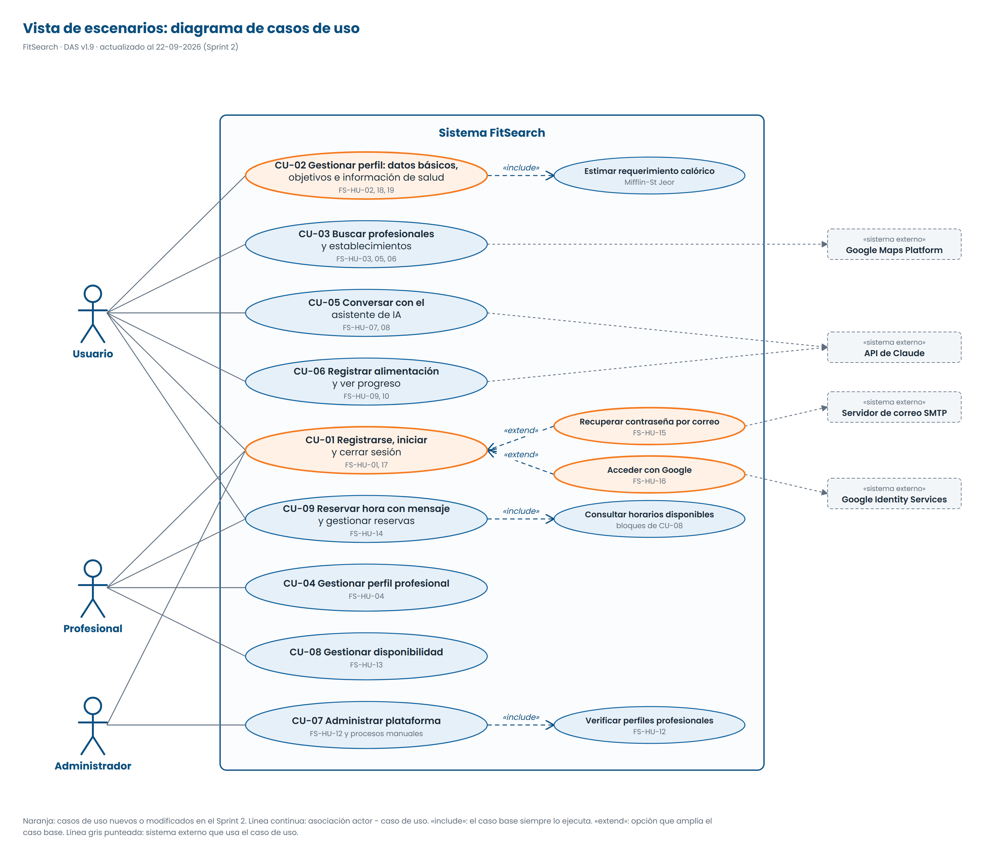 Vista de escenarios: diagrama de casos de uso
FitSearch · DAS v1.9 · actualizado al 22-09-2026 (Sprint 2)
Sistema FitSearch
CU-02 Gestionar perfil: datos básicos,
objetivos e información de salud
FS-HU-02, 18, 19
«include»
Estimar requerimiento calórico
Mifflin-St Jeor
CU-03 Buscar profesionales
y establecimientos
FS-HU-03, 05, 06
«sistema externo»
Google Maps Platform
Usuario
CU-05 Conversar con el
asistente de IA
FS-HU-07, 08
«sistema externo»
API de Claude
CU-06 Registrar alimentación
y ver progreso
FS-HU-09, 10
«sistema externo»
Servidor de correo SMTP
CU-01 Registrarse, iniciar
y cerrar sesión
FS-HU-01, 17
«extend»
Recuperar contraseña por correo
FS-HU-15
«extend»
Acceder con Google
FS-HU-16
«sistema externo»
Google Identity Services
CU-09 Reservar hora con mensaje
y gestionar reservas
FS-HU-14
«include»
Consultar horarios disponibles
bloques de CU-08
Profesional
CU-04 Gestionar perfil profesional
FS-HU-04
CU-08 Gestionar disponibilidad
FS-HU-13
Administrador
CU-07 Administrar plataforma
FS-HU-12 y procesos manuales
«include»
Verificar perfiles profesionales
FS-HU-12
Naranja: casos de uso nuevos o modificados en el Sprint 2. Línea continua: asociación actor - caso de uso. «include»: el caso base siempre lo ejecuta. «extend»: opción que amplía el
caso base. Línea gris punteada: sistema externo que usa el caso de uso.